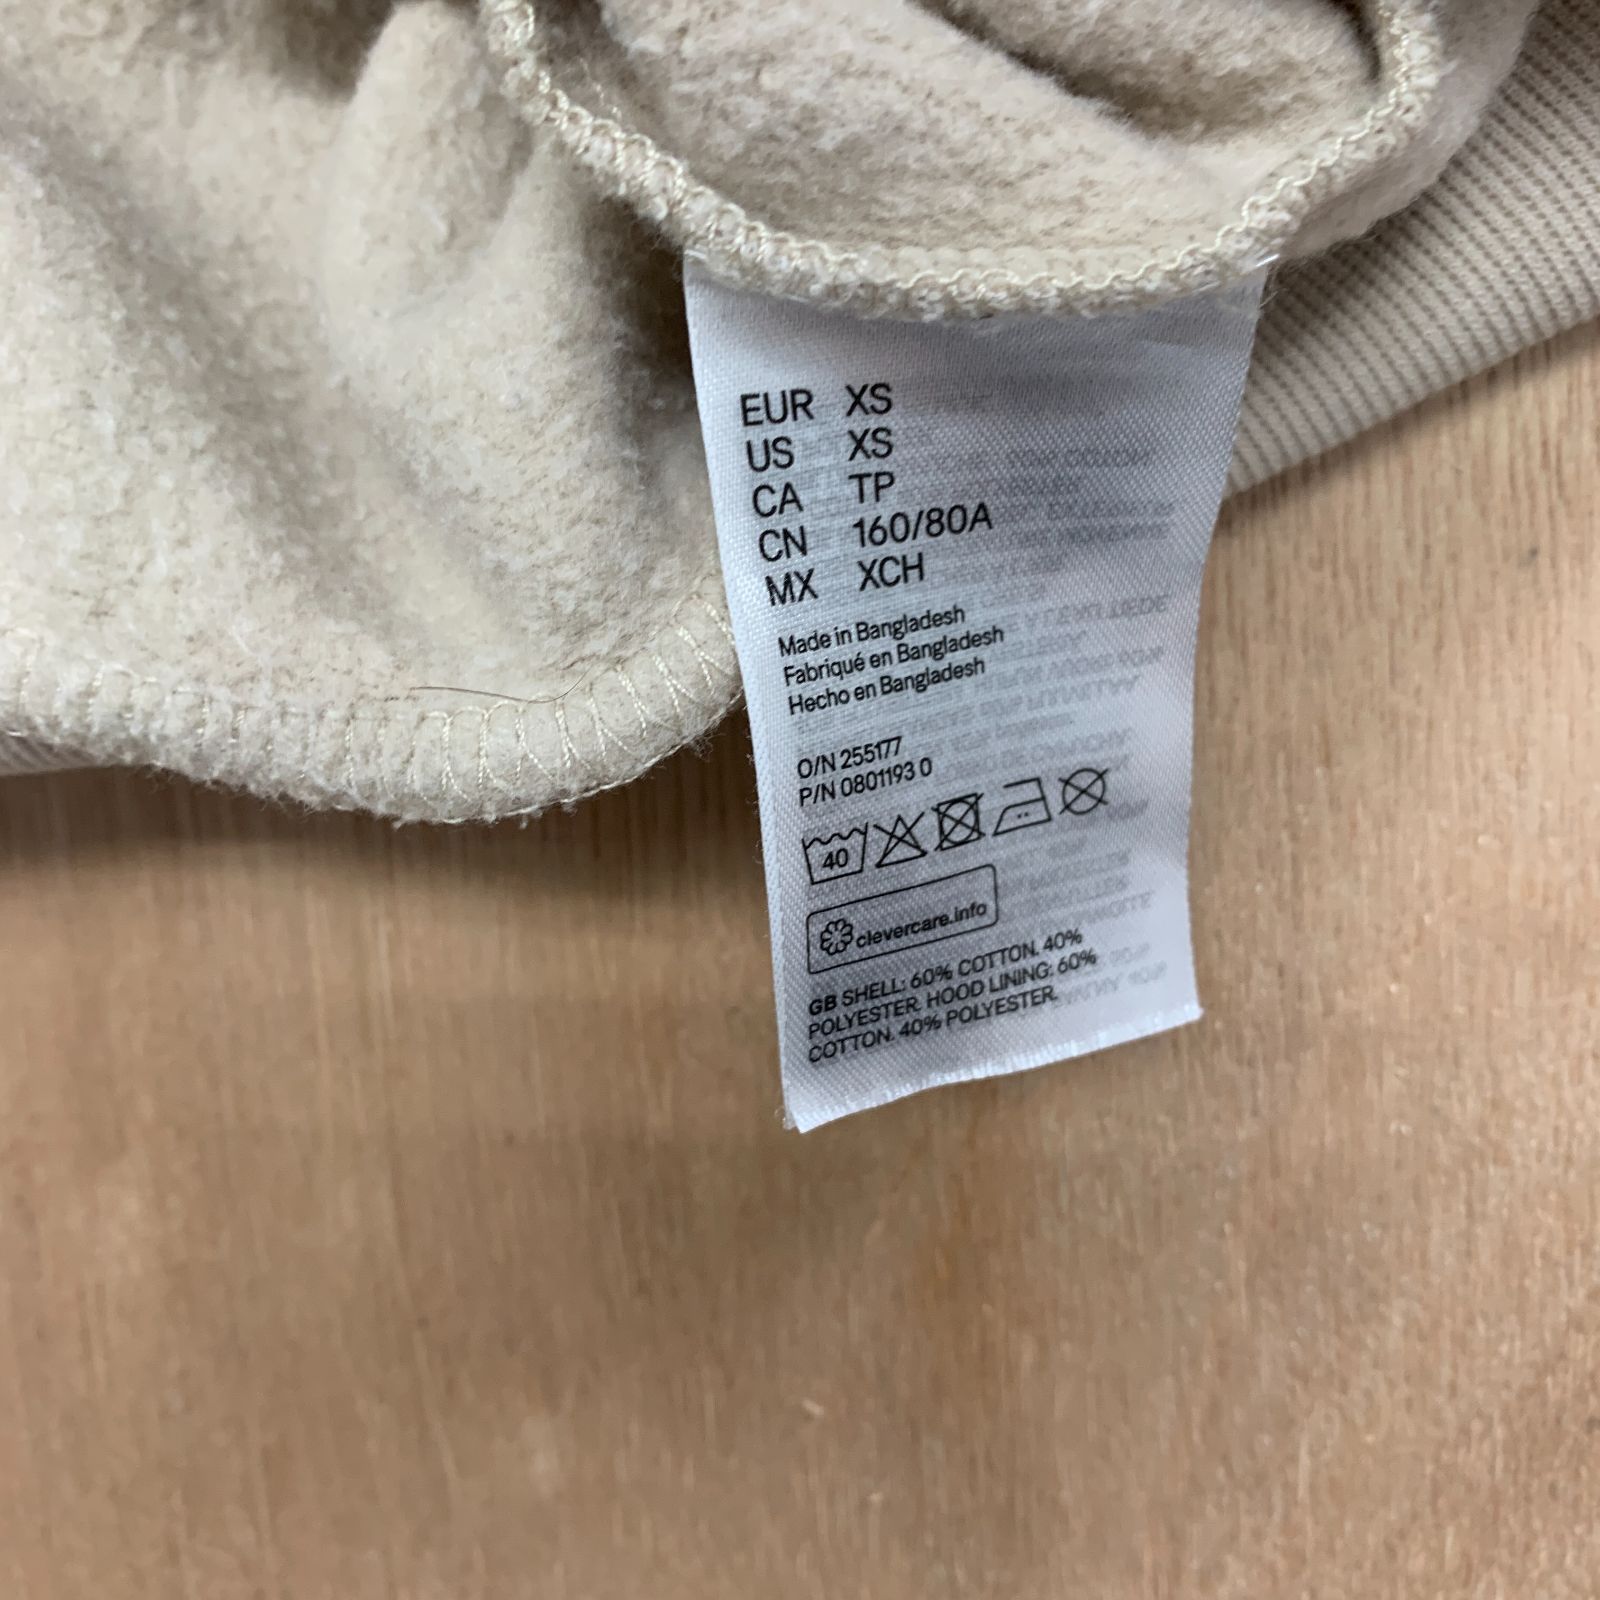 EUR XS
US XS
CA TP
CN 160/80A
MX XCH
Made in Bangladesh
Fabriqué en Bangladesh
Hecho en Bangladesh
O/N 255177
P/N 0801193 0
40
clevercare.info
GB SHELL: 60% COTTON. 40%
POLYESTER. HOOD LINING: 60%
COTTON. 40% POLYESTER.